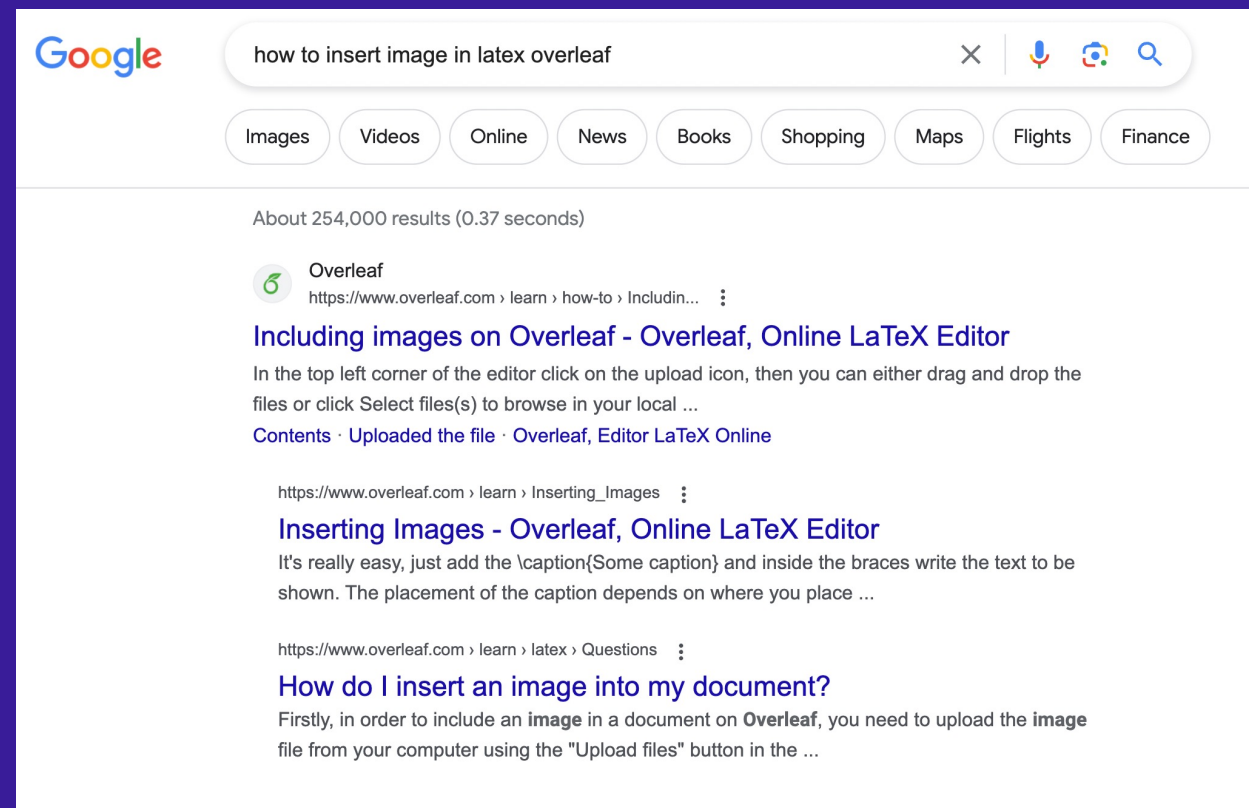 Google
how to insert image in latex overleaf
Images Videos Online News Books Shopping Maps Flights Finance
About 254,000 results (0.37 seconds)
Overleaf
https://www.overleaf.com › learn › how-to › Includin...
Including images on Overleaf - Overleaf, Online LaTeX Editor
In the top left corner of the editor click on the upload icon, then you can either drag and drop the
files or click Select files(s) to browse in your local ...
Contents · Uploaded the file · Overleaf, Editor LaTeX Online
https://www.overleaf.com › learn › Inserting_Images
Inserting Images - Overleaf, Online LaTeX Editor
It's really easy, just add the \caption{Some caption} and inside the braces write the text to be
shown. The placement of the caption depends on where you place ...
https://www.overleaf.com › learn › latex › Questions
How do I insert an image into my document?
Firstly, in order to include an image in a document on Overleaf, you need to upload the image
file from your computer using the "Upload files" button in the ...